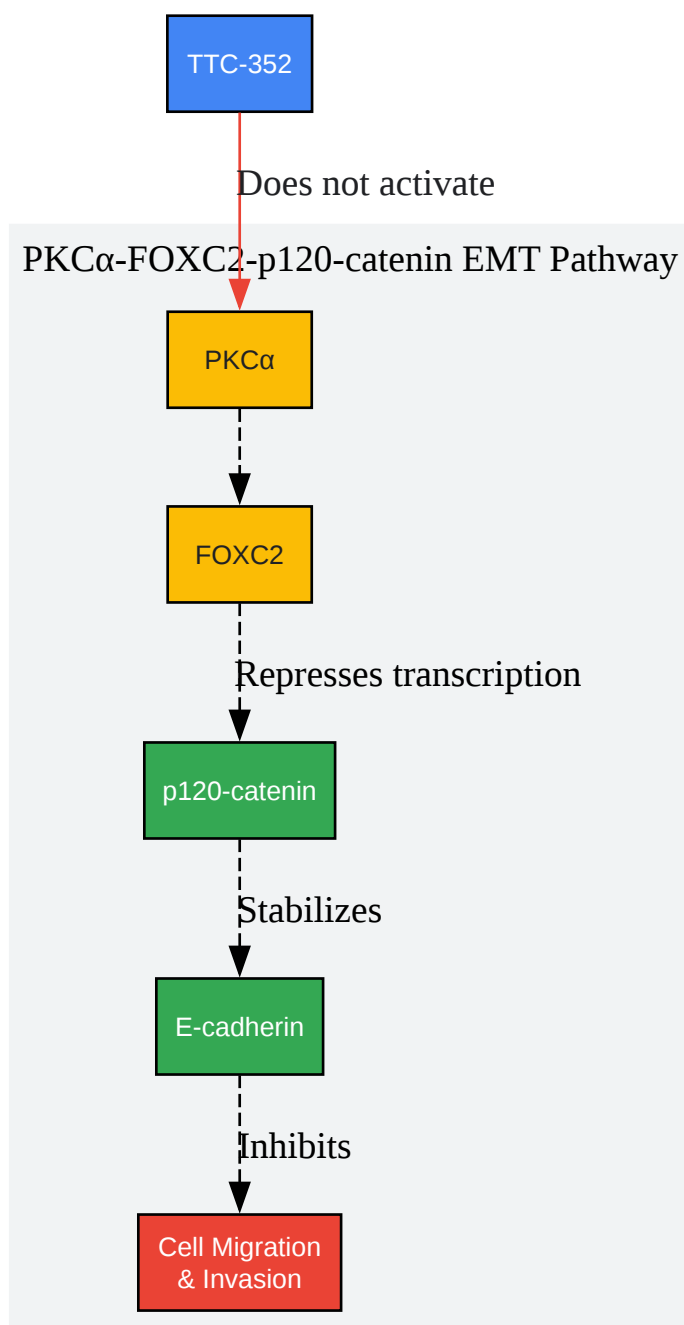 TTC-352
Does not activate
PKCα-FOXC2-p120-catenin EMT Pathway
PKCα
FOXC2
Represses transcription
p120-catenin
Stabilizes
E-cadherin
Inhibits
Cell Migration
& Invasion